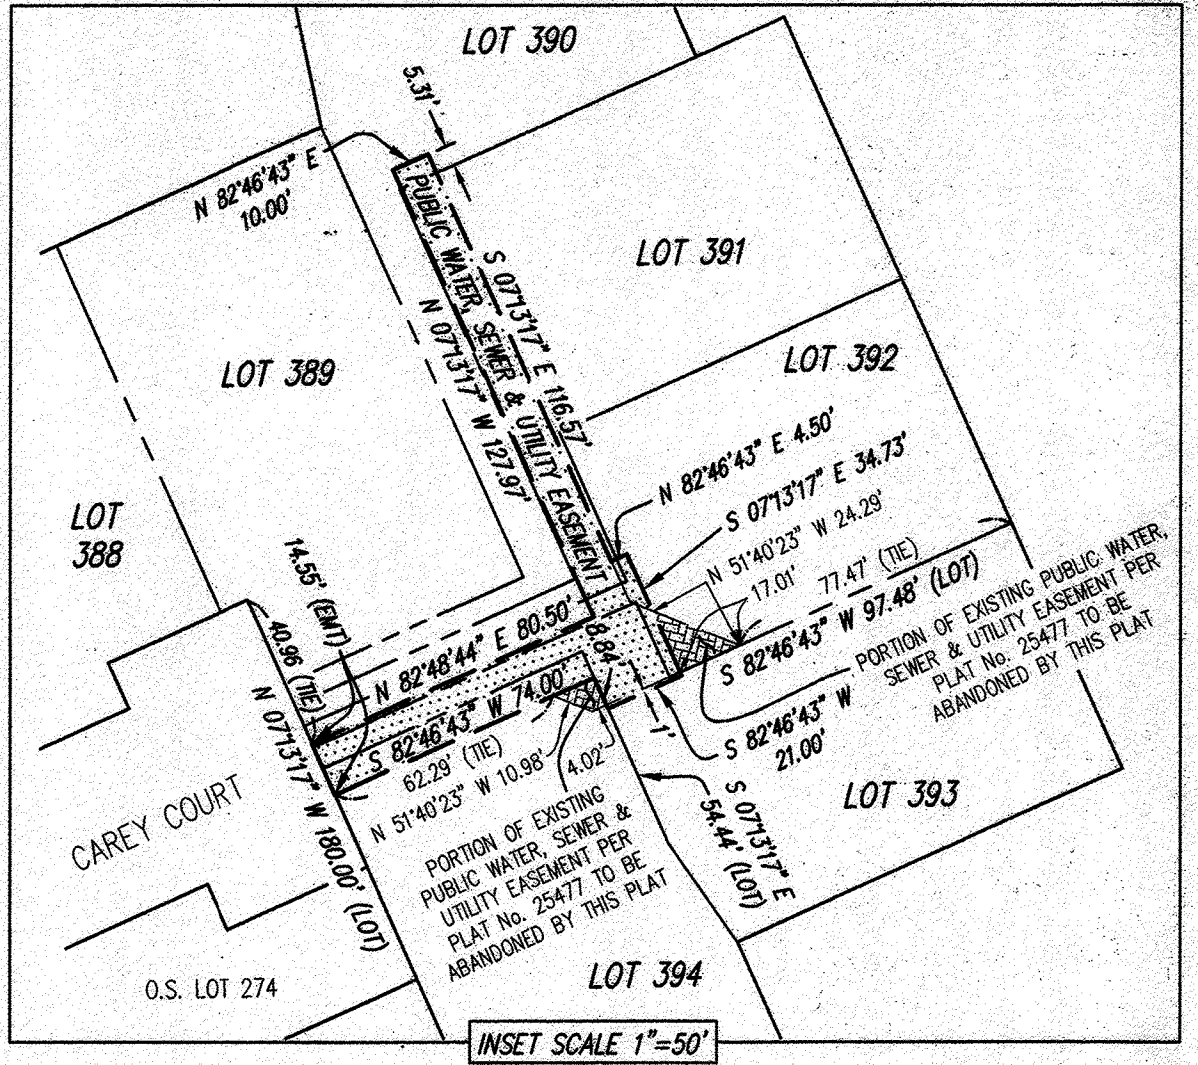 LOT 390
5.31'
N 82°46'43" E
10.00'
PUBLIC WATER, SEWER & UTILITY EASEMENT
S 07°13'17" E 116.57'
N 07°13'17" W 127.97'
LOT 391
LOT 389
LOT 392
N 82°46'43" E 4.50'
S 07°13'17" E 34.73'
N 51°40'23" W 24.29'
17.01'
77.47' (TIE)
S 82°46'43" W 97.48' (LOT)
LOT
388
14.55' (EMT)
40.96 (TIE)
N 82°48'44" E 80.50'
8.84'
S 82°46'43" W 74.00'
62.29' (TIE)
N 51°40'23" W 10.98'
4.02'
1'
N 07°13'17" W 180.00' (LOT)
PORTION OF EXISTING PUBLIC WATER,
SEWER & UTILITY EASEMENT PER
PLAT No. 25477 TO BE
ABANDONED BY THIS PLAT
S 82°46'43" W
21.00'
S 07°13'17" E
54.44' (LOT)
LOT 393
CAREY COURT
PORTION OF EXISTING
PUBLIC WATER, SEWER &
UTILITY EASEMENT PER
PLAT No. 25477 TO BE
ABANDONED BY THIS PLAT
O.S. LOT 274
LOT 394
INSET SCALE 1"=50'